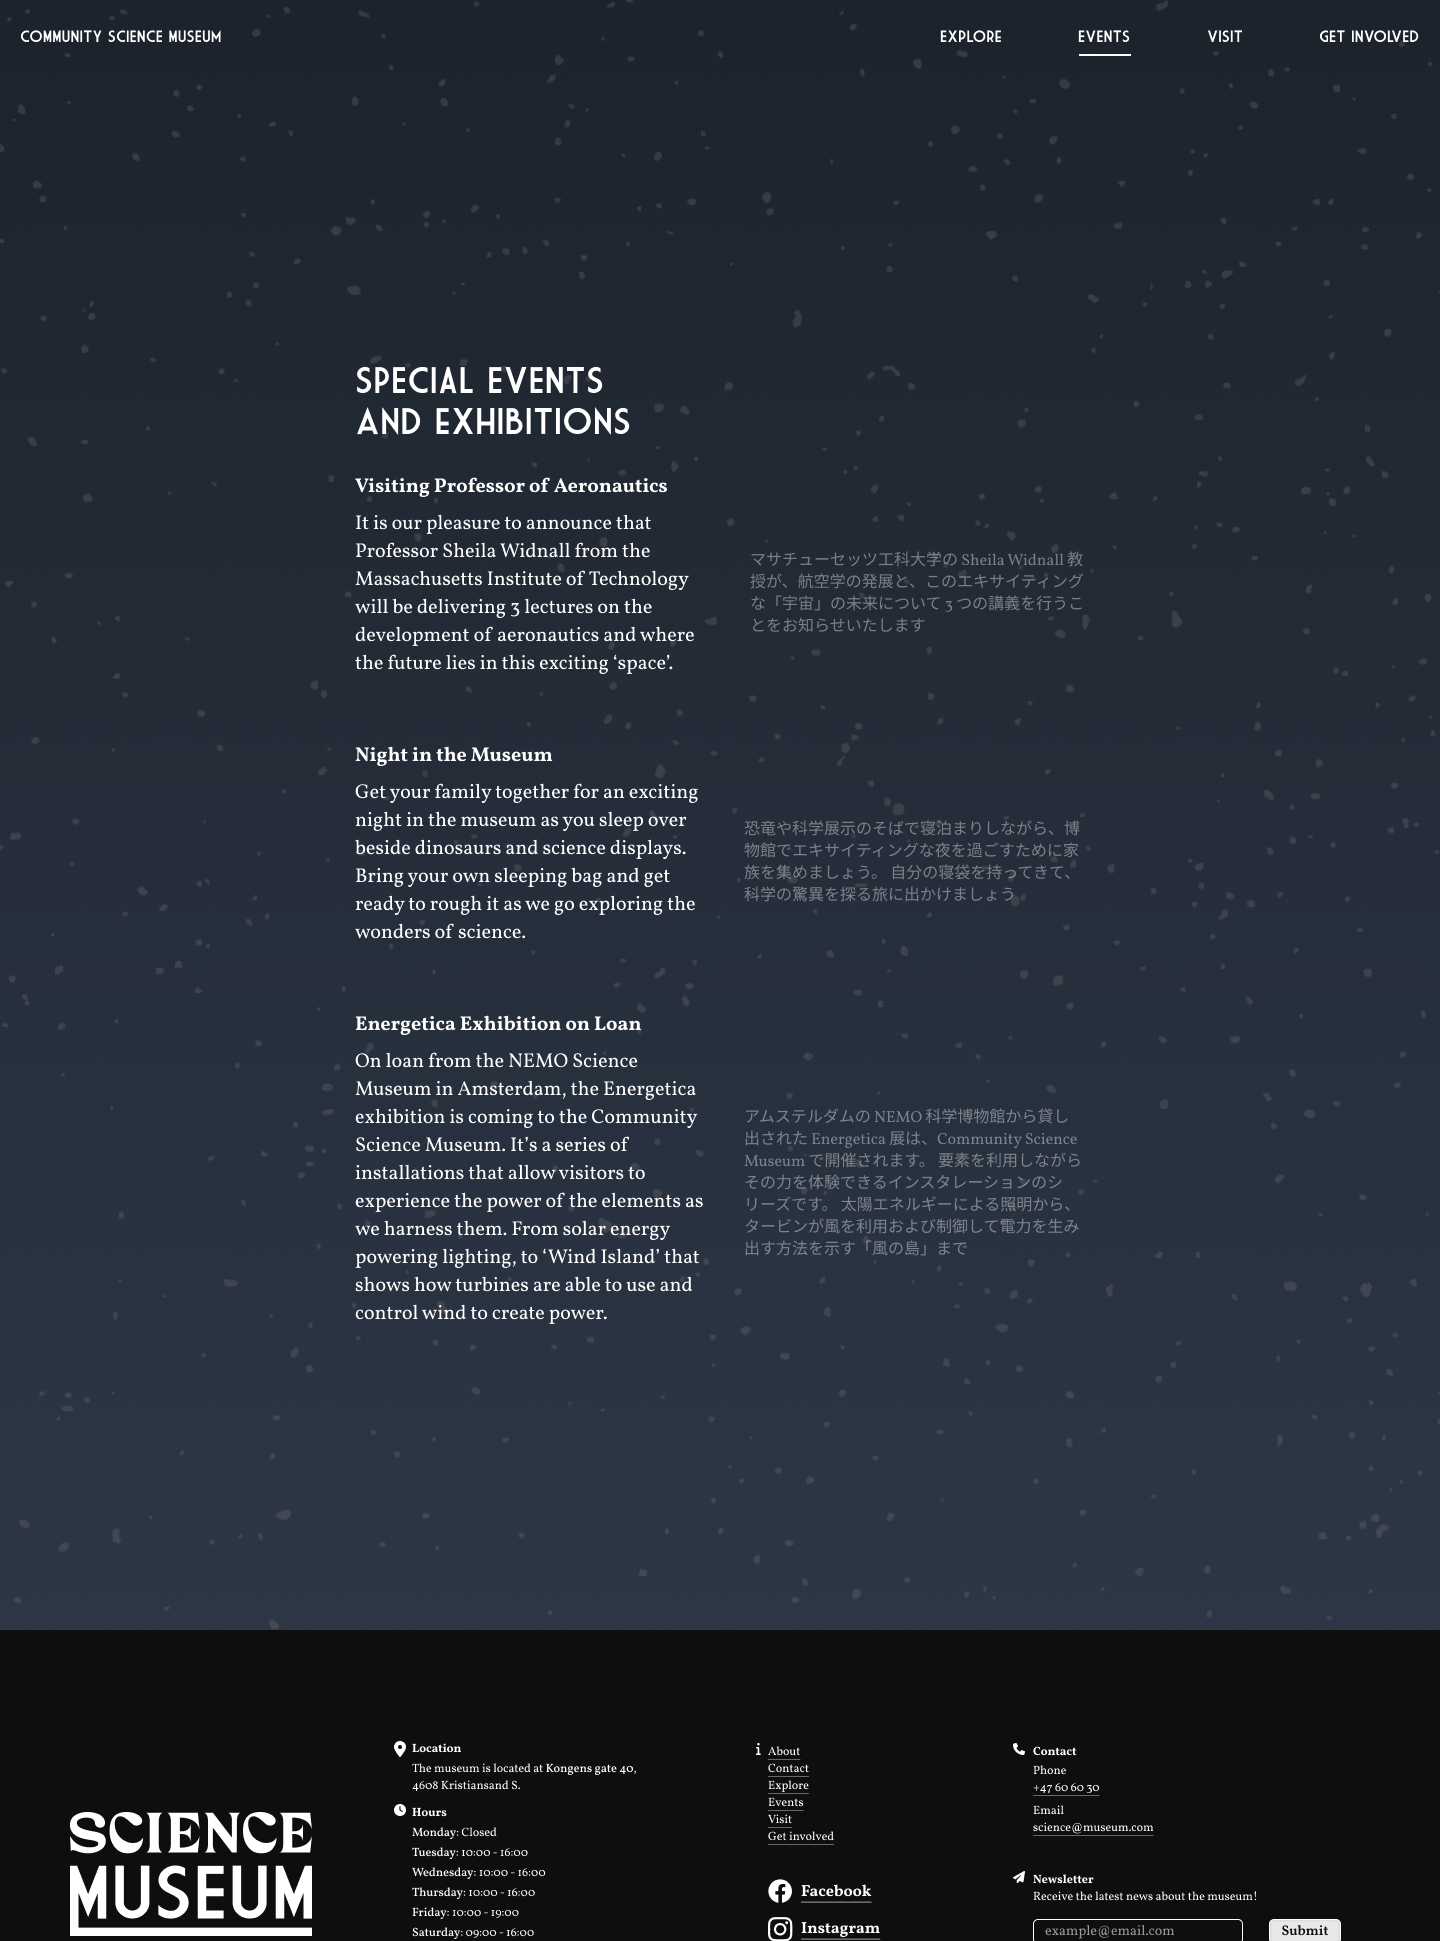 COMMUNITY SCIENCE MUSEUM
EXPLORE
EVENTS
VISIT
GET INVOLVED
SPECIAL EVENTS
AND EXHIBITIONS
Visiting Professor of Aeronautics
It is our pleasure to announce that
Professor Sheila Widnall from the
Massachusetts Institute of Technology
will be delivering 3 lectures on the
development of aeronautics and where
the future lies in this exciting ‘space’.
マサチューセッツ工科大学の Sheila Widnall 教
授が、航空学の発展と、このエキサイティング
な「宇宙」の未来について 3 つの講義を行うこ
とをお知らせいたします
Night in the Museum
Get your family together for an exciting
night in the museum as you sleep over
beside dinosaurs and science displays.
Bring your own sleeping bag and get
ready to rough it as we go exploring the
wonders of science.
恐竜や科学展示のそばで寝泊まりしながら、博
物館でエキサイティングな夜を過ごすために家
族を集めましょう。 自分の寝袋を持ってきて、
科学の驚異を探る旅に出かけましょう
Energetica Exhibition on Loan
On loan from the NEMO Science
Museum in Amsterdam, the Energetica
exhibition is coming to the Community
Science Museum. It’s a series of
installations that allow visitors to
experience the power of the elements as
we harness them. From solar energy
powering lighting, to ‘Wind Island’ that
shows how turbines are able to use and
control wind to create power.
アムステルダムの NEMO 科学博物館から貸し
出された Energetica 展は、Community Science
Museum で開催されます。 要素を利用しながら
その力を体験できるインスタレーションのシ
リーズです。 太陽エネルギーによる照明から、
タービンが風を利用および制御して電力を生み
出す方法を示す「風の島」まで
SCIENCE
MUSEUM
Location
The museum is located at Kongens gate 40,
4608 Kristiansand S.
Hours
Monday: Closed
Tuesday: 10:00 - 16:00
Wednesday: 10:00 - 16:00
Thursday: 10:00 - 16:00
Friday: 10:00 - 19:00
Saturday: 09:00 - 16:00
About
Contact
Explore
Events
Visit
Get involved
Facebook
Instagram
Contact
Phone
+47 60 60 30
Email
science@museum.com
Newsletter
Receive the latest news about the museum!
example@email.com
Submit